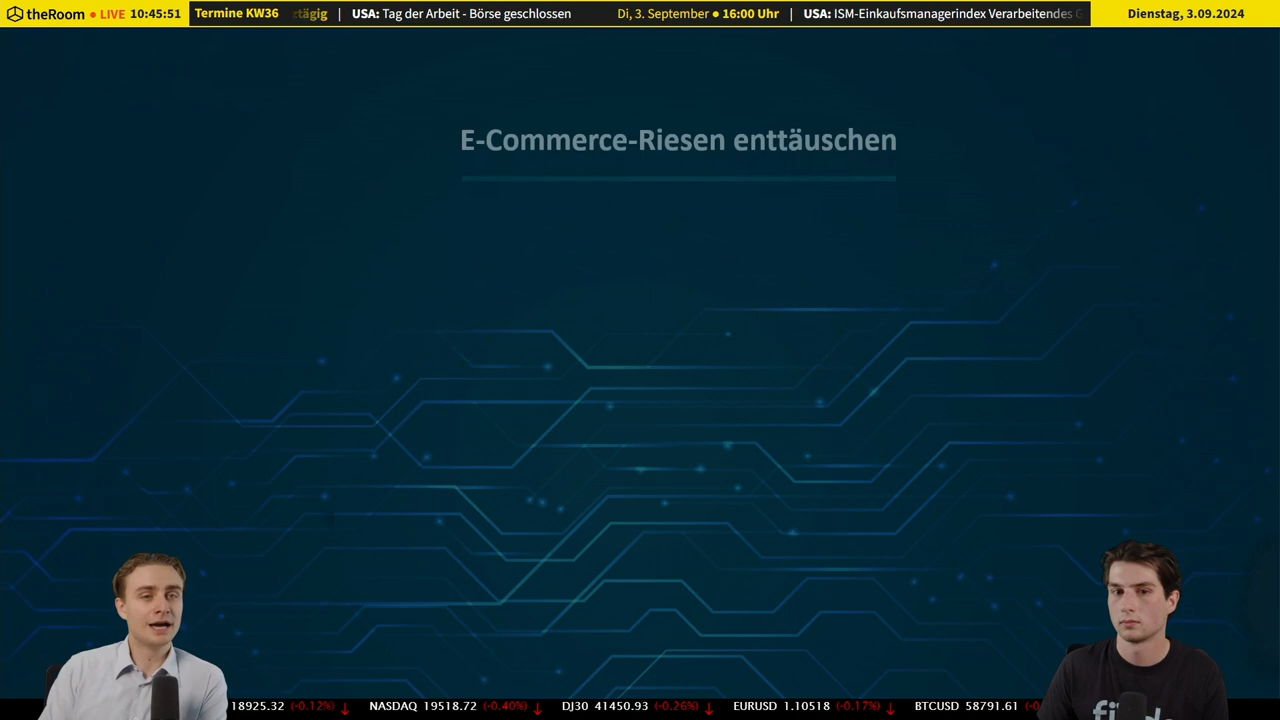 theRoom ● LIVE 10:45:51 Termine KW36 tägig | USA: Tag der Arbeit - Börse geschlossen Di, 3. September ● 16:00 Uhr | USA: ISM-Einkaufsmanagerindex Verarbeitendes Dienstag, 3.09.2024
E-Commerce-Riesen enttäuschen
18925.32 (-0.12%) ↓ NASDAQ 19518.72 (-0.40%) ↓ DJ30 41450.93 (-0.26%) ↓ EURUSD 1.10518 (-0.17%) ↓ BTCUSD 58791.61